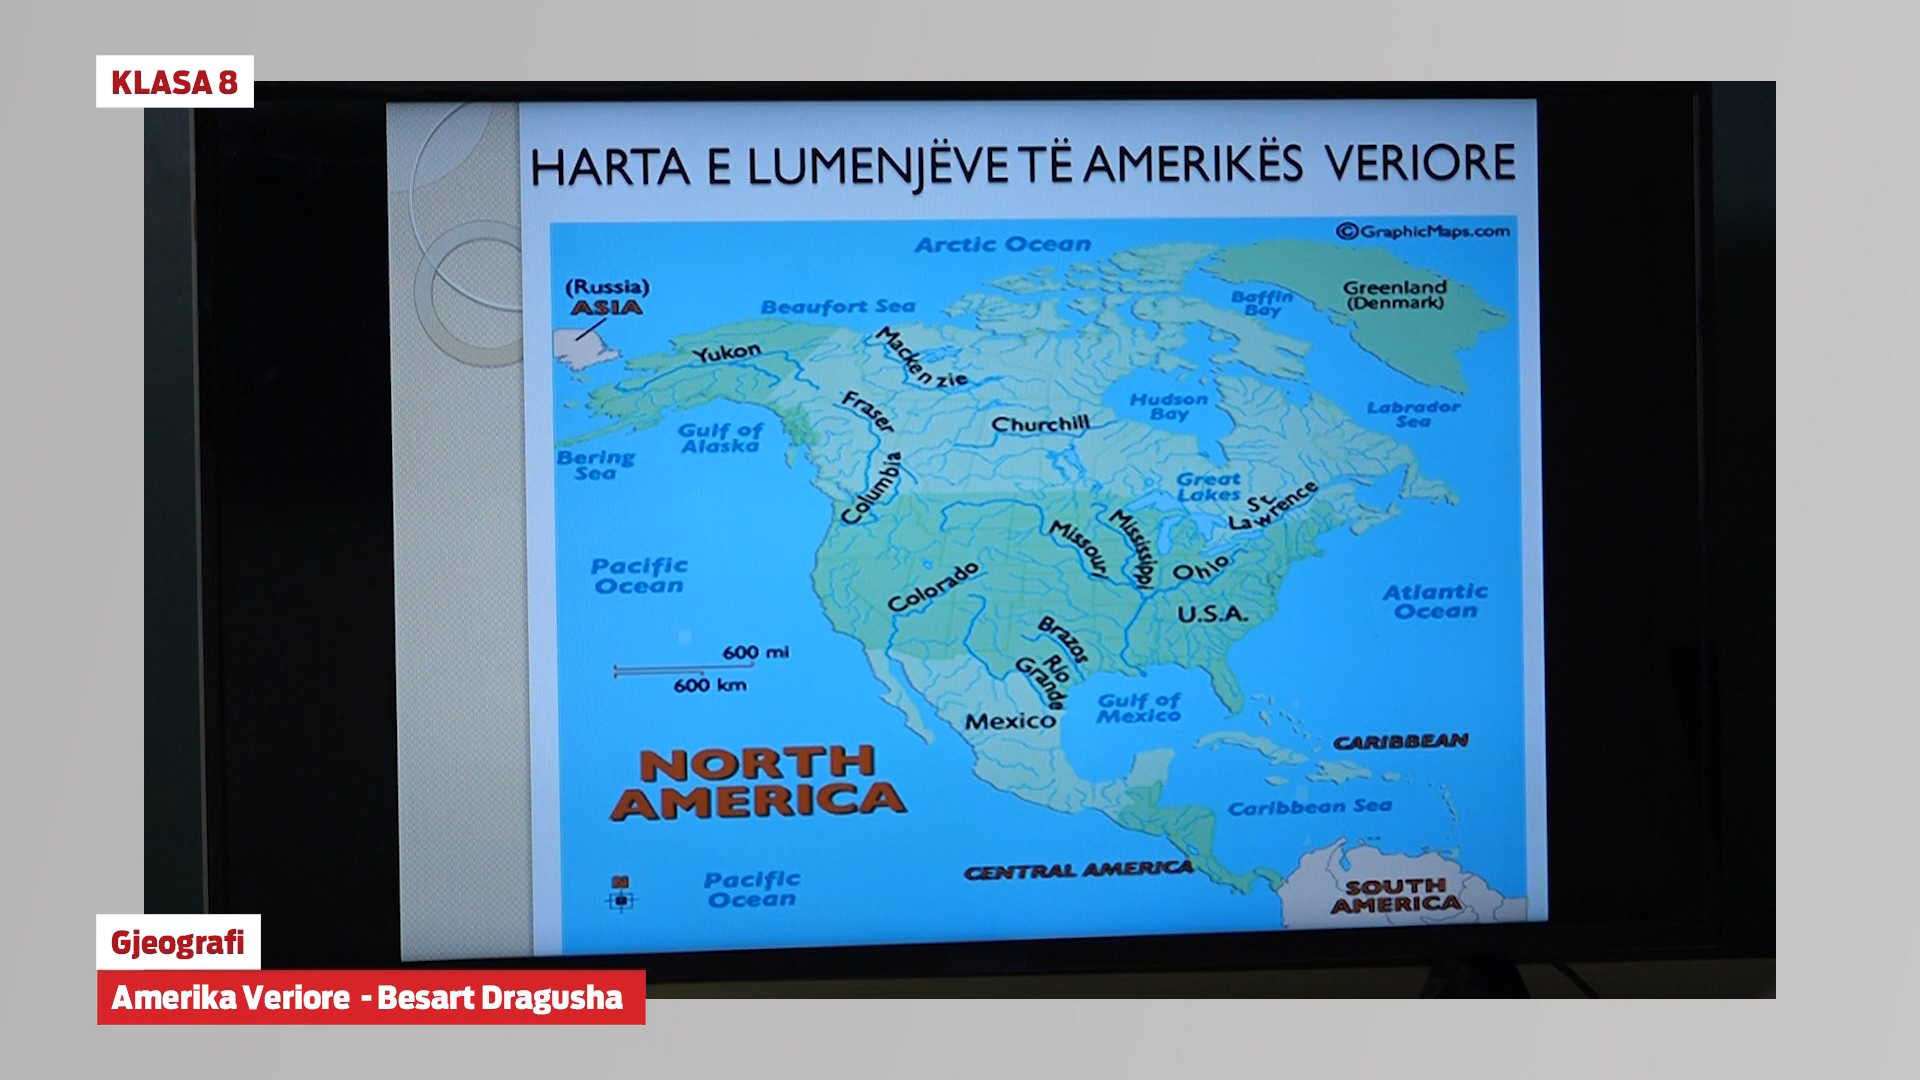 KLASA 8
HARTA E LUMENJËVE TË AMERIKËS VERIORE
©GraphicMaps.com
Arctic Ocean
(Russia)
ASIA
Beaufort Sea
Baffin
Bay
Greenland
(Denmark)
Yukon
Mackenzie
Fraser
Churchill
Hudson
Bay
Labrador
Sea
Gulf of
Alaska
Bering
Sea
Columbia
Great
Lakes
St
Lawrence
Missouri
Mississippi
Ohio
Pacific
Ocean
Colorado
U.S.A.
Atlantic
Ocean
Brazos
Rio
Grande
600 mi
600 km
Gulf of
Mexico
Mexico
CARIBBEAN
NORTH
AMERICA
Caribbean Sea
CENTRAL AMERICA
N
Pacific
Ocean
SOUTH
AMERICA
Gjeografi
Amerika Veriore - Besart Dragusha